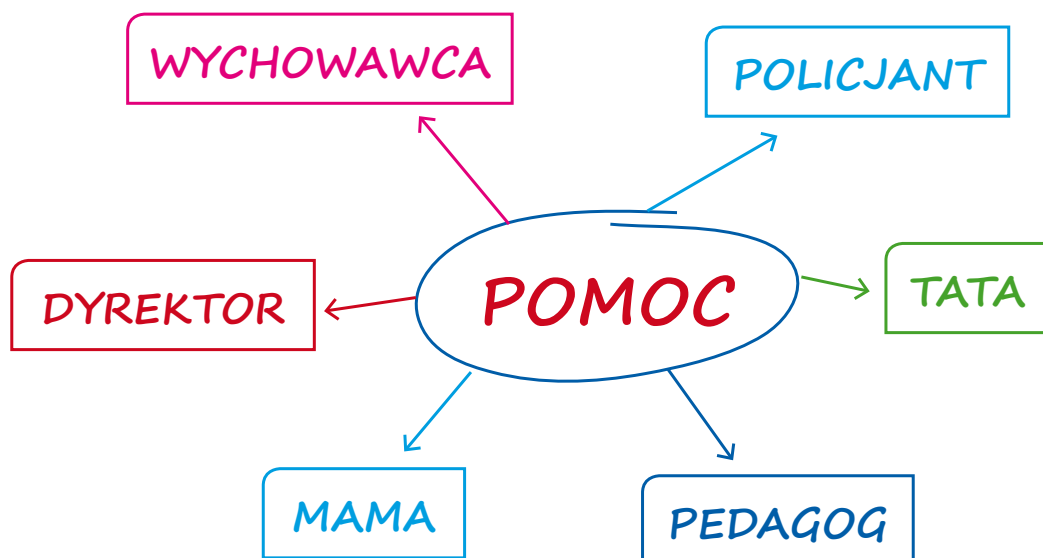 WYCHOWAWCA
POLICJANT
DYREKTOR
POMOC
TATA
MAMA
PEDAGOG